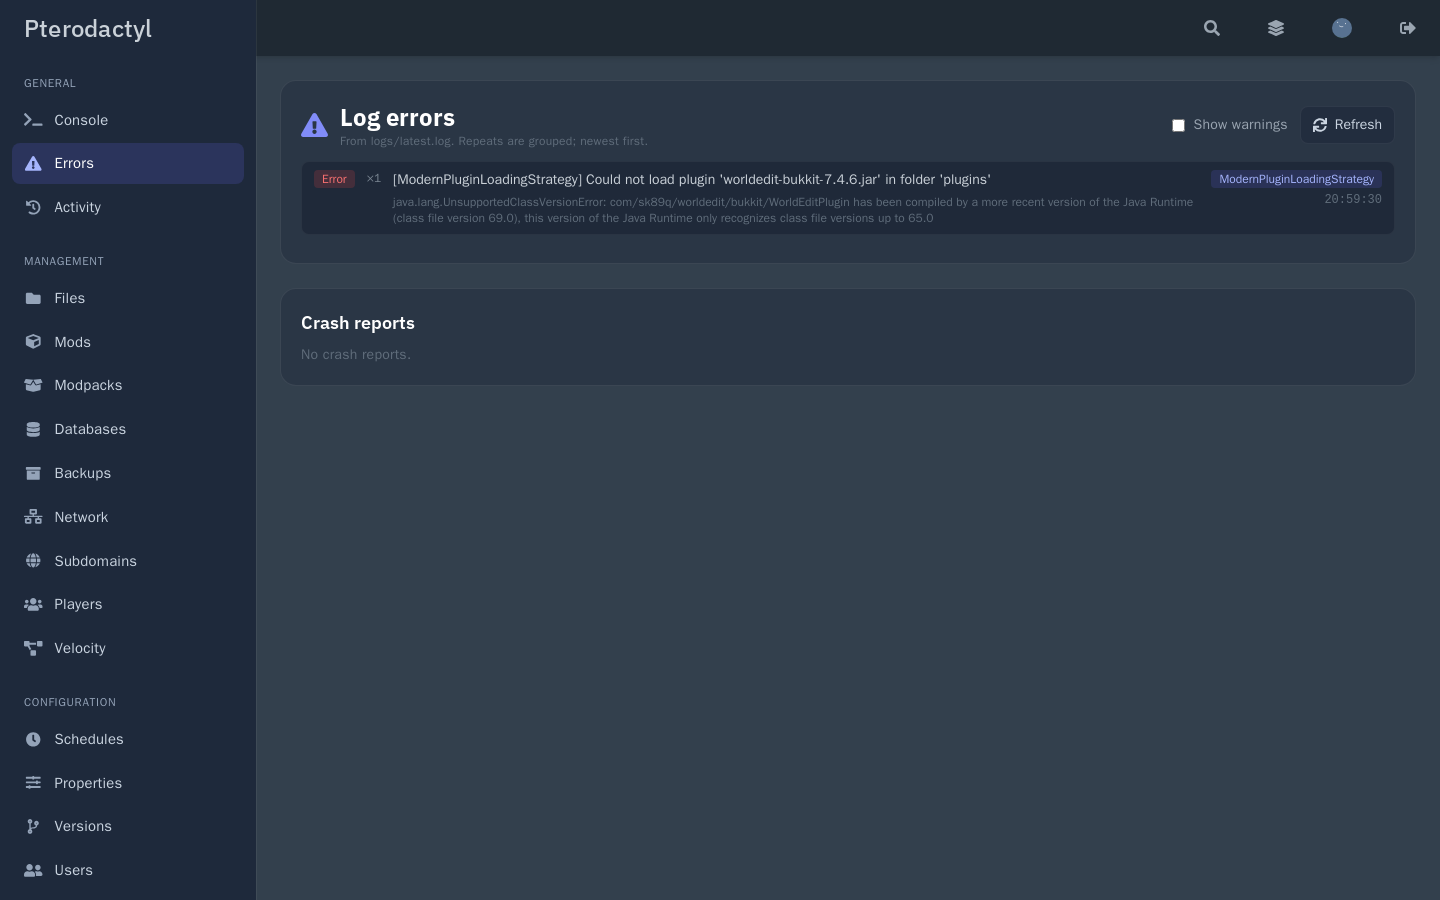 Pterodactyl
GENERAL
Console
Errors
Activity
MANAGEMENT
Files
Mods
Modpacks
Databases
Backups
Network
Subdomains
Players
Velocity
CONFIGURATION
Schedules
Properties
Versions
Users
Log errors
From logs/latest.log. Repeats are grouped; newest first.
Show warnings
Refresh
Error ×1 [ModernPluginLoadingStrategy] Could not load plugin 'worldedit-bukkit-7.4.6.jar' in folder 'plugins'
java.lang.UnsupportedClassVersionError: com/sk89q/worldedit/bukkit/WorldEditPlugin has been compiled by a more recent version of the Java Runtime
(class file version 69.0), this version of the Java Runtime only recognizes class file versions up to 65.0
ModernPluginLoadingStrategy
20:59:30
Crash reports
No crash reports.